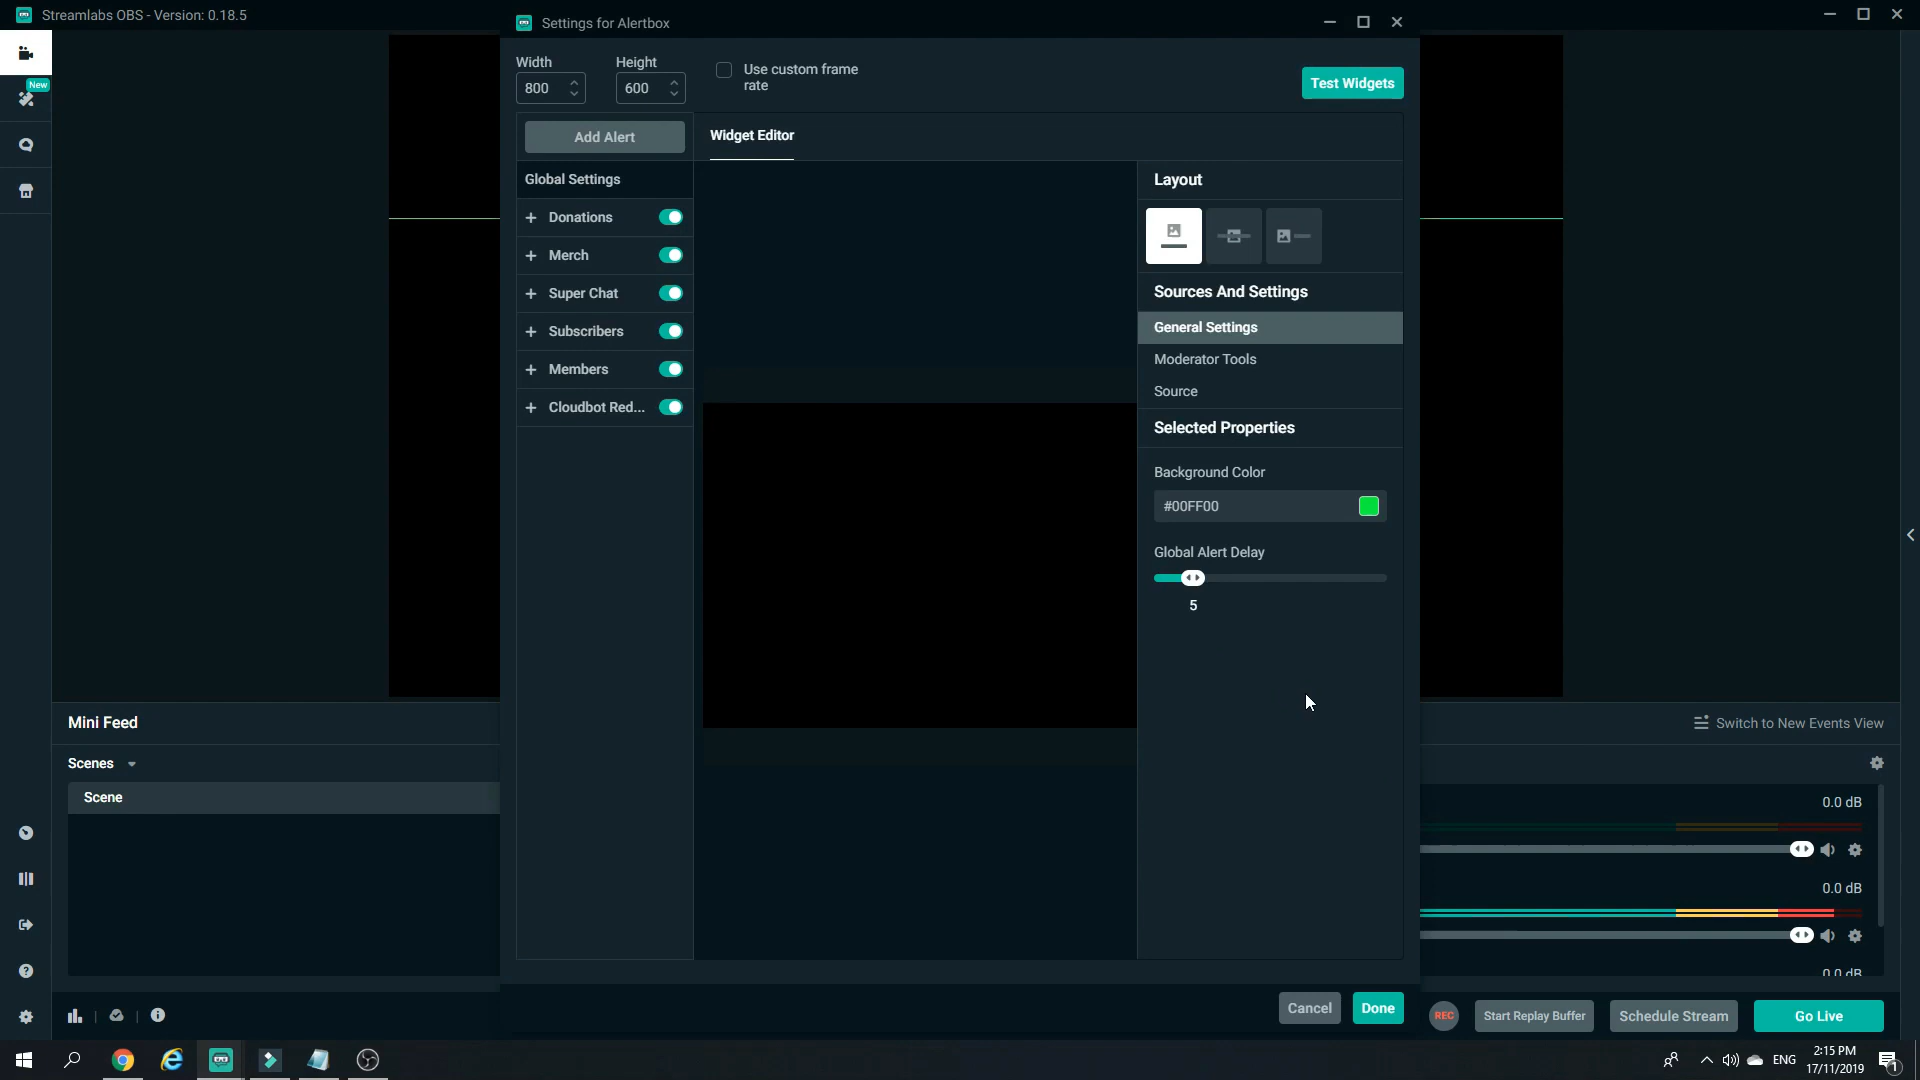 Streamlabs OBS - Version: 0.18.5
Settings for Alertbox
Width
Height
800
600
Use custom frame
rate
Test Widgets
New
Add Alert
Widget Editor
Global Settings
Donations
Merch
Super Chat
Subscribers
Members
Cloudbot Red...
Layout
Sources And Settings
General Settings
Moderator Tools
Source
Selected Properties
Background Color
#00FF00
Global Alert Delay
5
Mini Feed
Switch to New Events View
Scenes
Scene
0.0 dB
0.0 dB
0.0 dB
Cancel
Done
REC
Start Replay Buffer
Schedule Stream
Go Live
ENG
2:15 PM
17/11/2019
1